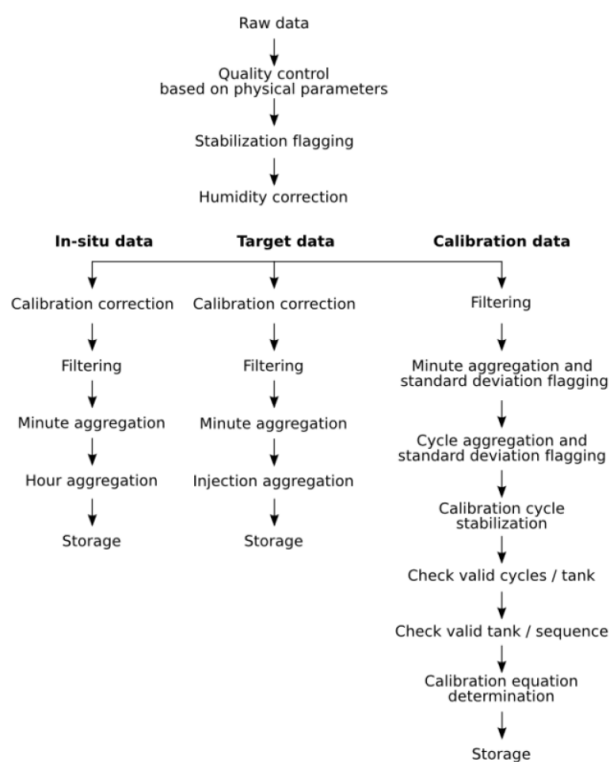 Raw data
Quality control
based on physical parameters
Stabilization flagging
Humidity correction
In-situ data
Target data
Calibration data
Calibration correction
Filtering
Minute aggregation
Hour aggregation
Storage
Calibration correction
Filtering
Minute aggregation
Injection aggregation
Storage
Filtering
Minute aggregation and
standard deviation flagging
Cycle aggregation and
standard deviation flagging
Calibration cycle
stabilization
Check valid cycles / tank
Check valid tank / sequence
Calibration equation
determination
Storage